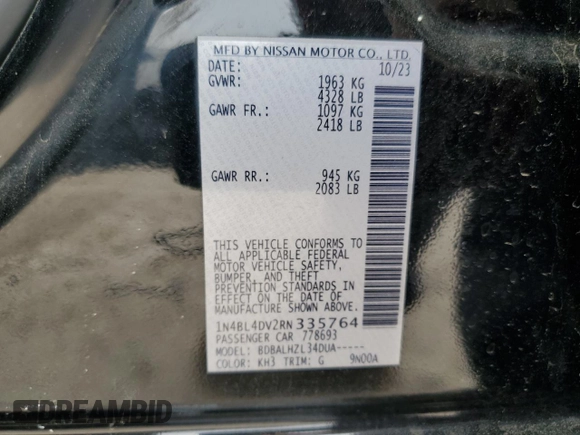 MFD BY NISSAN MOTOR CO., LTD.
DATE: 10/23
GVWR: 1963 KG
4328 LB
GAWR FR.: 1097 KG
2418 LB
GAWR RR.: 945 KG
2083 LB
THIS VEHICLE CONFORMS TO
ALL APPLICABLE FEDERAL
MOTOR VEHICLE SAFETY,
BUMPER, AND THEFT
PREVENTION STANDARDS IN
EFFECT ON THE DATE OF
MANUFACTURE SHOWN ABOVE.
1N4BL4DV2RN335764
PASSENGER CAR 778693
MODEL: BDBALHZL34DUA-----
COLOR: KH3 TRIM: G 9N00A
DREAMBID